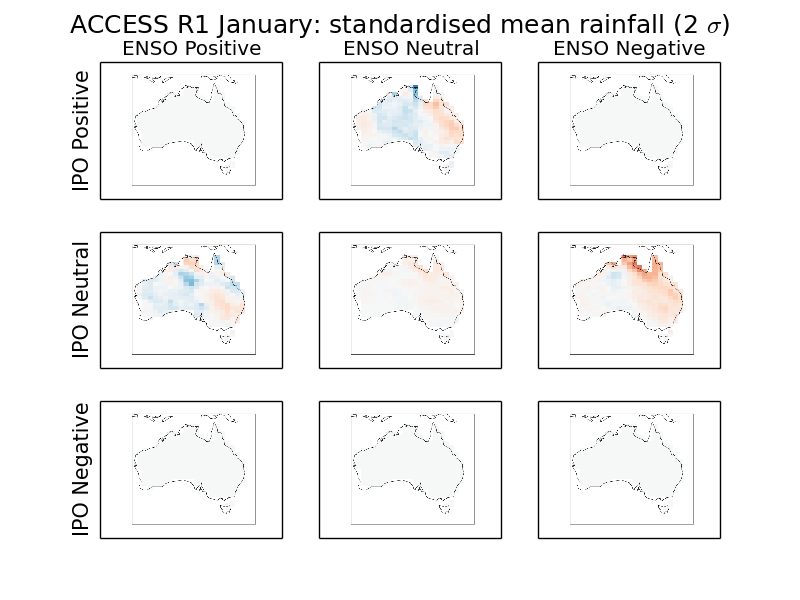 ACCESS R1 January: standardised mean rainfall (2 σ)
ENSO Positive ENSO Neutral ENSO Negative
IPO Positive
IPO Neutral
IPO Negative